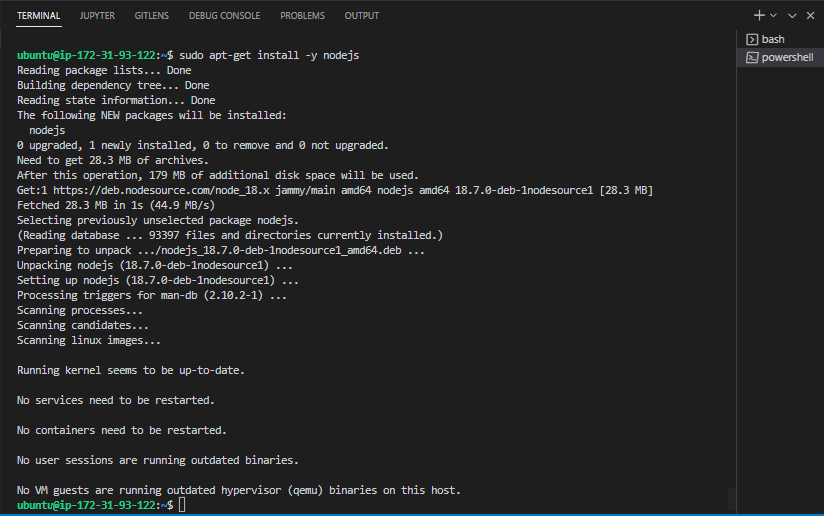 TERMINAL JUPYTER GITLENS DEBUG CONSOLE PROBLEMS OUTPUT
bash
powershell
ubuntu@ip-172-31-93-122:~$ sudo apt-get install -y nodejs
Reading package lists... Done
Building dependency tree... Done
Reading state information... Done
The following NEW packages will be installed:
  nodejs
0 upgraded, 1 newly installed, 0 to remove and 0 not upgraded.
Need to get 28.3 MB of archives.
After this operation, 179 MB of additional disk space will be used.
Get:1 https://deb.nodesource.com/node_18.x jammy/main amd64 nodejs amd64 18.7.0-deb-1nodesource1 [28.3 MB]
Fetched 28.3 MB in 1s (44.9 MB/s)
Selecting previously unselected package nodejs.
(Reading database ... 93397 files and directories currently installed.)
Preparing to unpack .../nodejs_18.7.0-deb-1nodesource1_amd64.deb ...
Unpacking nodejs (18.7.0-deb-1nodesource1) ...
Setting up nodejs (18.7.0-deb-1nodesource1) ...
Processing triggers for man-db (2.10.2-1) ...
Scanning processes...
Scanning candidates...
Scanning linux images...
Running kernel seems to be up-to-date.
No services need to be restarted.
No containers need to be restarted.
No user sessions are running outdated binaries.
No VM guests are running outdated hypervisor (qemu) binaries on this host.
ubuntu@ip-172-31-93-122:~$